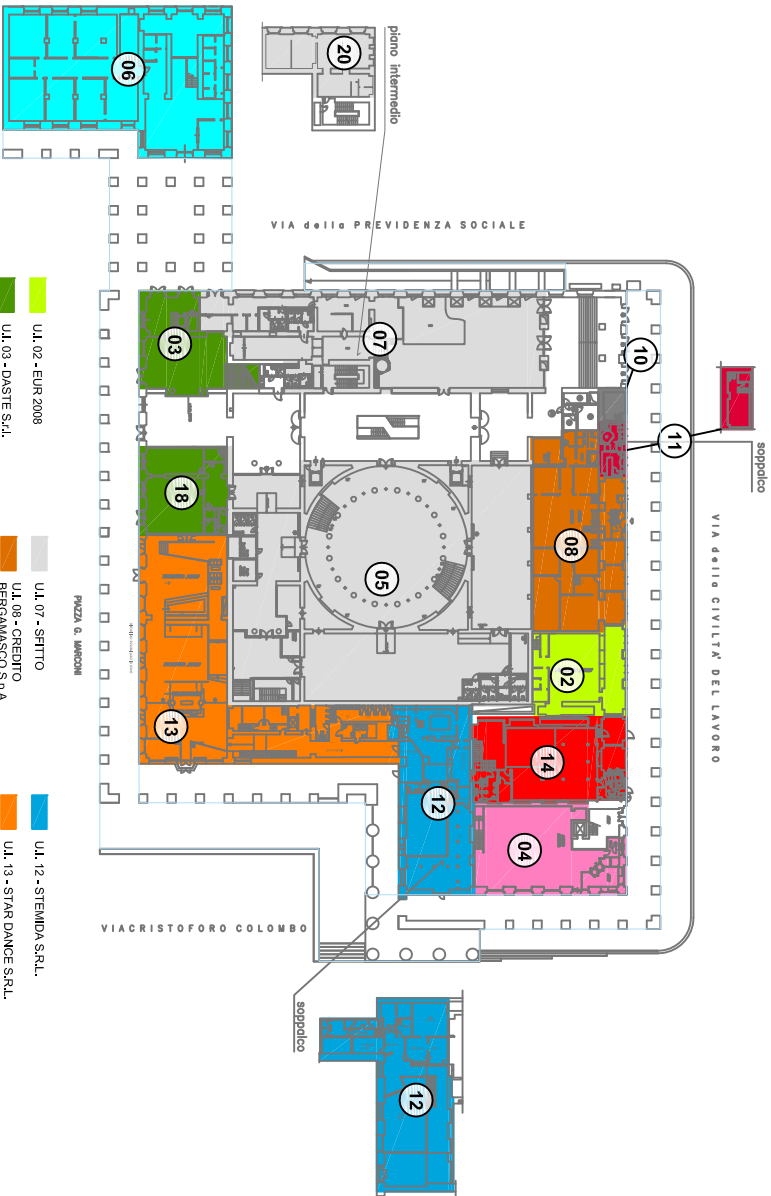 06
20
piano intermedio
VIA della PREVIDENZA SOCIALE
03
07
10
11
soppalco
18
05
08
02
VIA della CIVILTA' DEL LAVORO
PIAZZA G. MARCONI
13
12
14
04
VIACRISTOFORO COLOMBO
soppalco
12
U.I. 02 - EUR 2008
U.I. 03 - DASTE S.r.l.
U.I. 07 - SFITTO
U.I. 08 - CREDITO
BERGAMASCO S.p.A.
U.I. 12 - STEMIDA S.R.L.
U.I. 13 - STAR DANCE S.R.L.